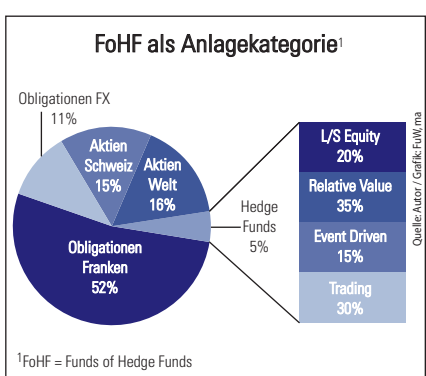 FoHF als Anlagekategorie¹
Obligationen FX
11%
Aktien
Schweiz
15%
Aktien
Welt
16%
Hedge
Funds
5%
Obligationen
Franken
52%
L/S Equity
20%
Relative Value
35%
Event Driven
15%
Trading
30%
Quelle: Autor / Grafik: FuW, ma
¹FoHF = Funds of Hedge Funds